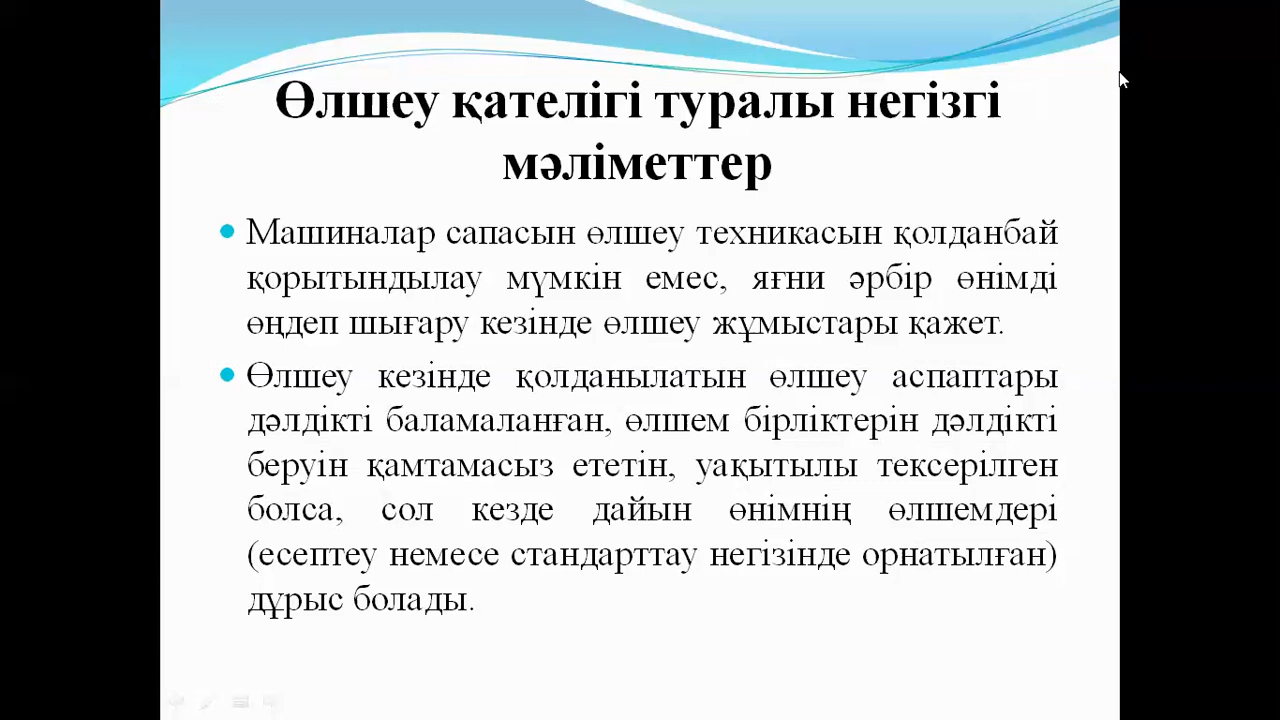 Өлшеу қателігі туралы негізгі
мәліметтер
Машиналар сапасын өлшеу техникасын қолданбай
қорытындылау мүмкін емес, яғни әрбір өнімді
өңдеп шығару кезінде өлшеу жұмыстары қажет.
Өлшеу кезінде қолданылатын өлшеу аспаптары
дәлдікті баламаланған, өлшем бірліктерін дәлдікті
беруін қамтамасыз ететін, уақытылы тексерілген
болса, сол кезде дайын өнімнің өлшемдері
(есептеу немесе стандарттау негізінде орнатылған)
дұрыс болады.